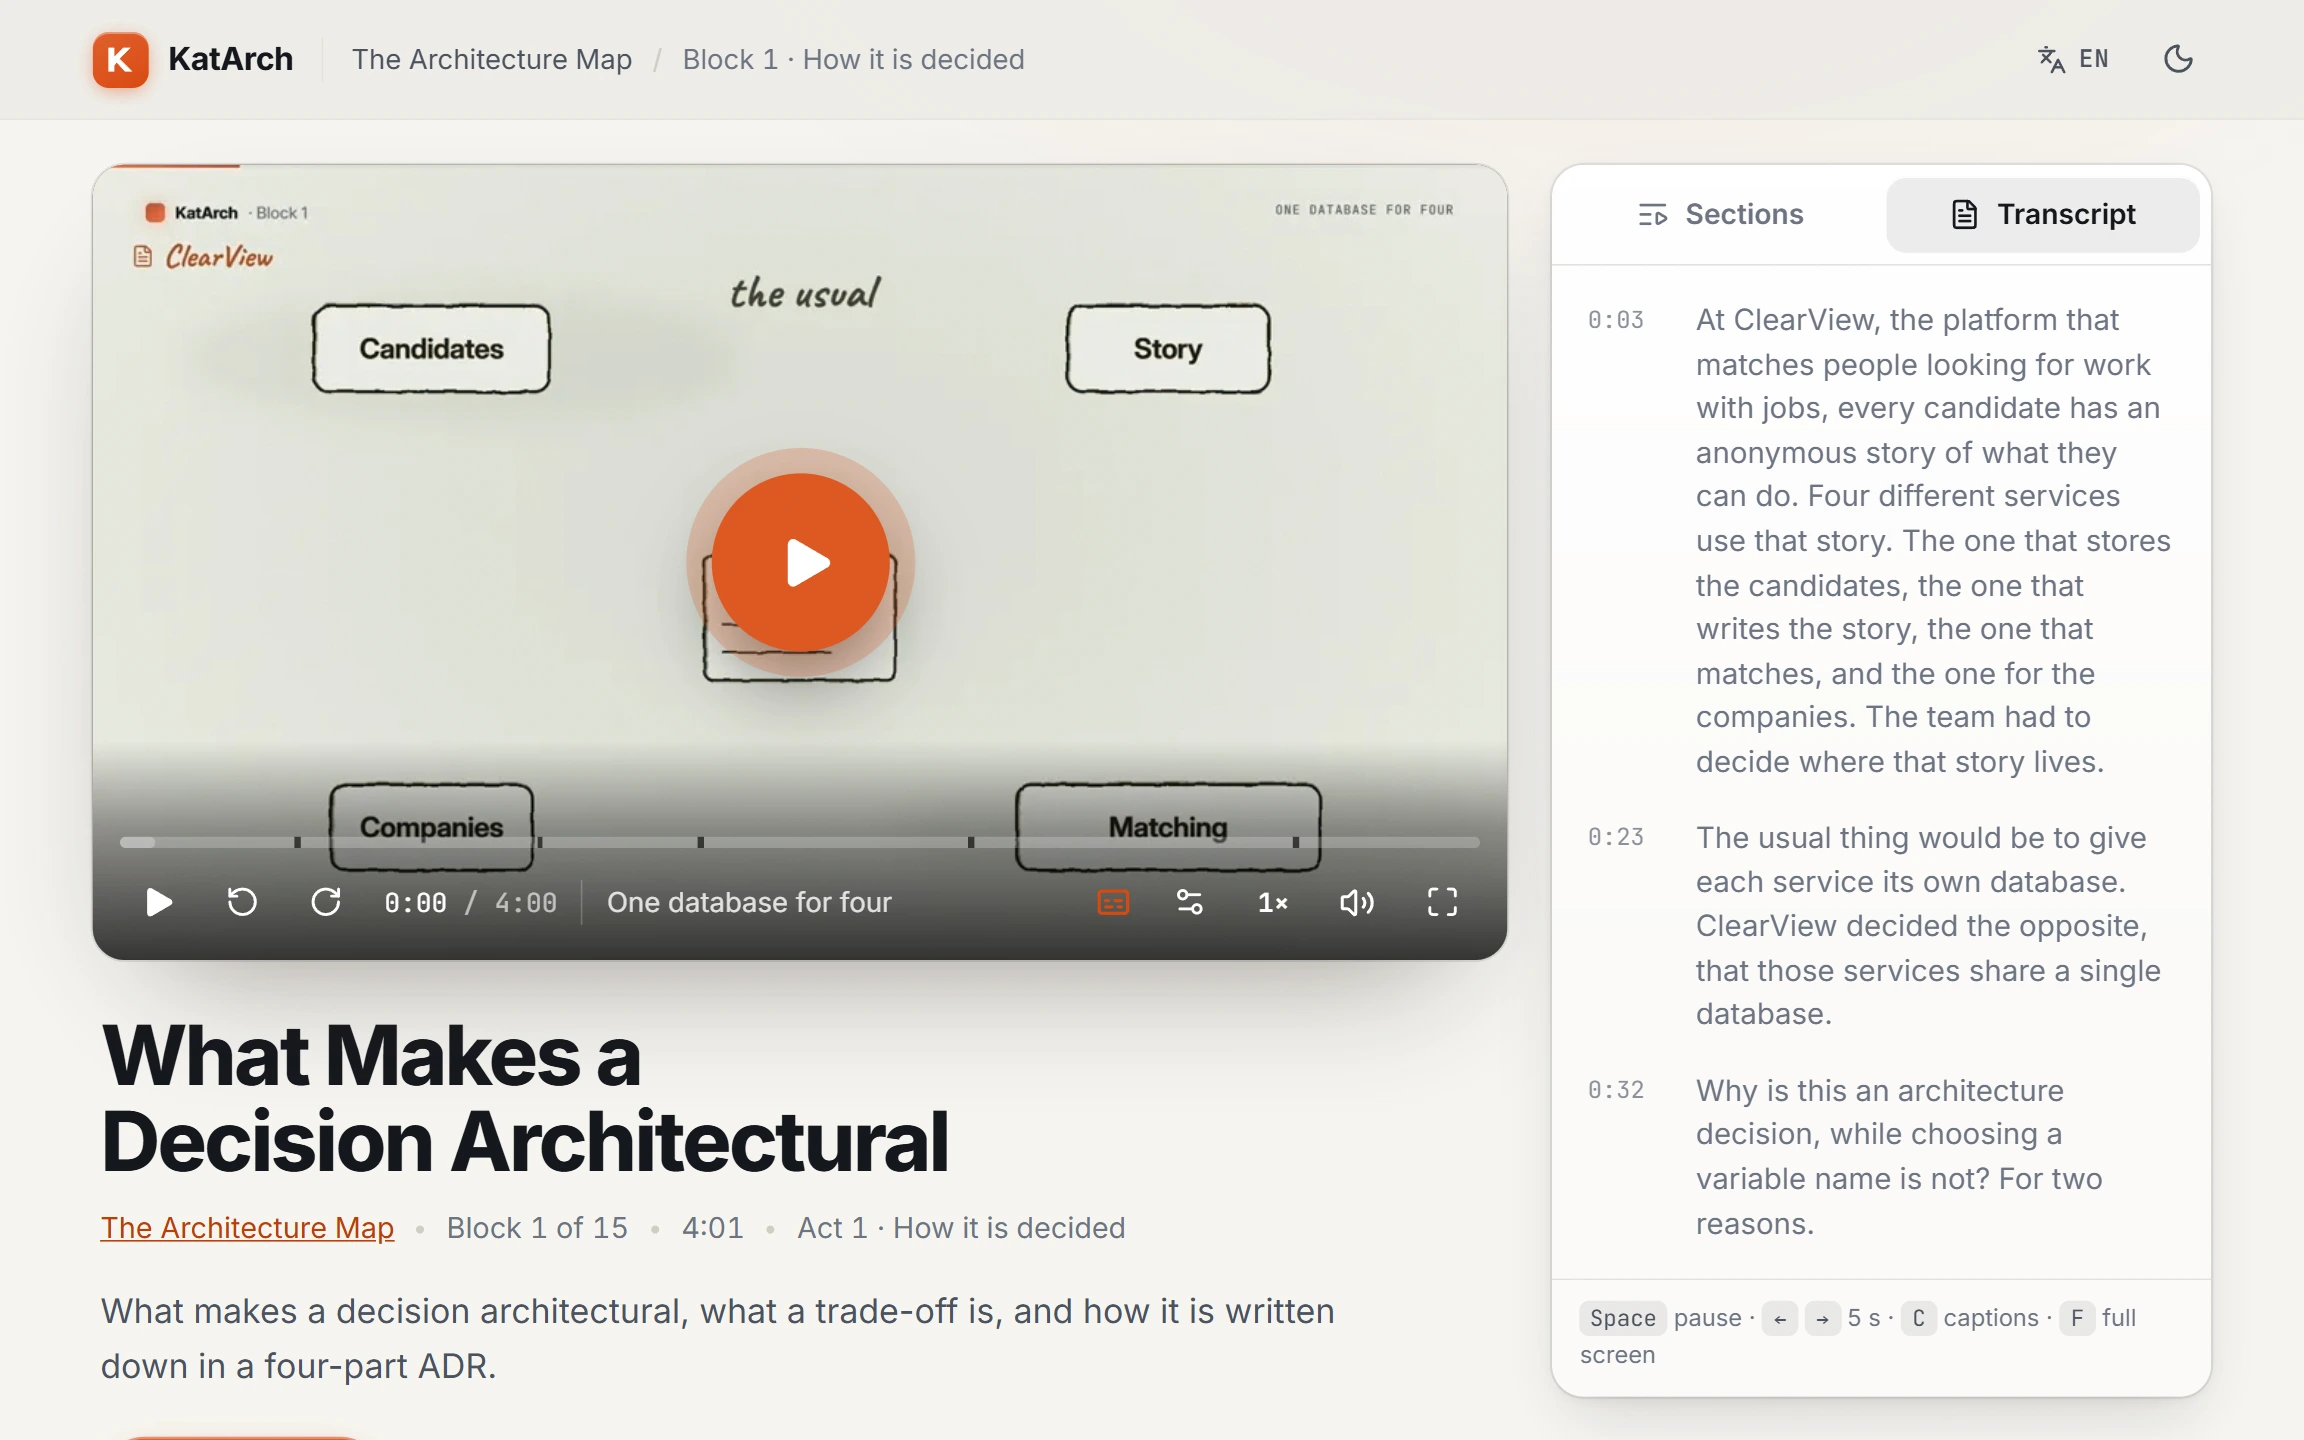 K KatArch The Architecture Map / Block 1 · How it is decided EN
KatArch · Block 1
ONE DATABASE FOR FOUR
ClearView
the usual
Candidates
Story
Companies
Matching
0:00 / 4:00 One database for four 1×
What Makes a
Decision Architectural
The Architecture Map • Block 1 of 15 • 4:01 • Act 1 · How it is decided
What makes a decision architectural, what a trade-off is, and how it is written
down in a four-part ADR.
Sections Transcript
0:03 At ClearView, the platform that
matches people looking for work
with jobs, every candidate has an
anonymous story of what they
can do. Four different services
use that story. The one that stores
the candidates, the one that
writes the story, the one that
matches, and the one for the
companies. The team had to
decide where that story lives.
0:23 The usual thing would be to give
each service its own database.
ClearView decided the opposite,
that those services share a single
database.
0:32 Why is this an architecture
decision, while choosing a
variable name is not? For two
reasons.
Space pause · ← → 5 s · C captions · F full
screen